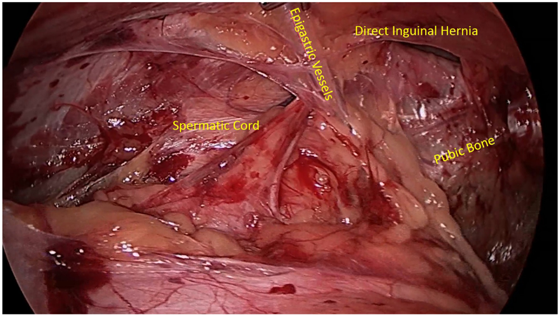 Epigastric Vessels
Direct Inguinal Hernia
Spermatic Cord
Pubic Bone